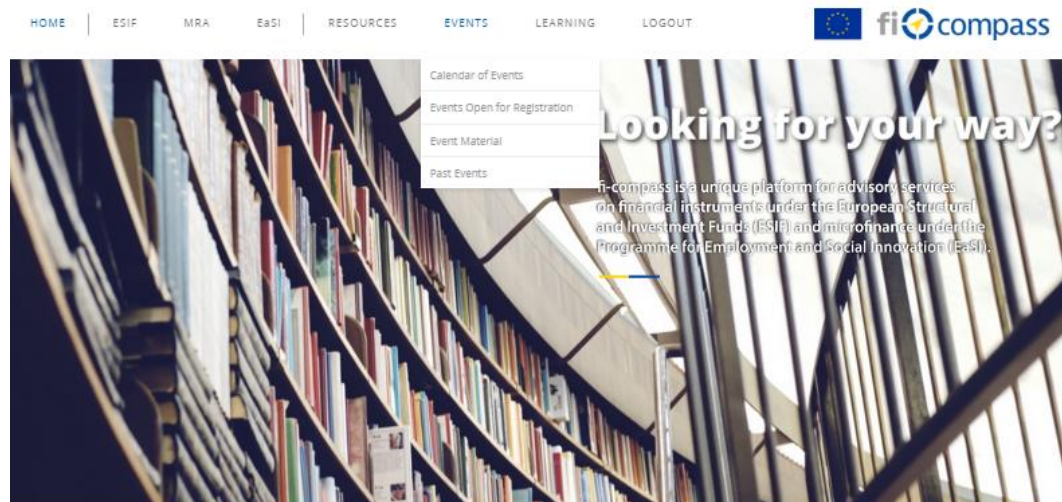 HOME ESIF MRA EaSI RESOURCES EVENTS LEARNING LOGOUT
fi compass
Calendar of Events
Events Open for Registration
Event Material
Past Events
Looking for your way?
fi-compass is a unique platform for advisory services
on financial instruments under the European Structural
and Investment Funds (ESIF) and microfinance under the
Programme for Employment and Social Innovation (EaSI).